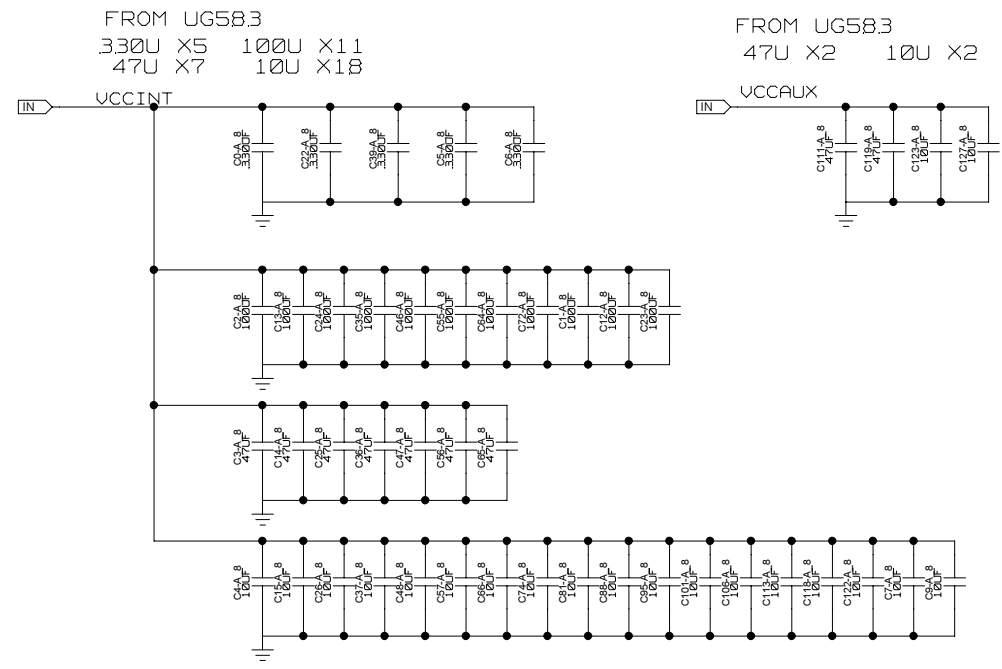 FROM UG583
330U X5 100U X11
47U X7 10U X18
IN
VCCINT
C0-A_8
330UF
C22-A_8
330UF
C39-A_8
330UF
C5-A_8
330UF
C6-A_8
330UF
FROM UG583
47U X2 10U X2
IN
VCCAUX
C111-A_8
47UF
C119-A_8
47UF
C123-A_8
10UF
C127-A_8
10UF
C2-A_8
100UF
C13-A_8
100UF
C24-A_8
100UF
C35-A_8
100UF
C46-A_8
100UF
C55-A_8
100UF
C64-A_8
100UF
C72-A_8
100UF
C1-A_8
100UF
C12-A_8
100UF
C23-A_8
100UF
C3-A_8
47UF
C14-A_8
47UF
C25-A_8
47UF
C36-A_8
47UF
C47-A_8
47UF
C56-A_8
47UF
C65-A_8
47UF
C4-A_8
10UF
C15-A_8
10UF
C26-A_8
10UF
C37-A_8
10UF
C48-A_8
10UF
C57-A_8
10UF
C66-A_8
10UF
C74-A_8
10UF
C81-A_8
10UF
C88-A_8
10UF
C95-A_8
10UF
C101-A_8
10UF
C106-A_8
10UF
C113-A_8
10UF
C118-A_8
10UF
C122-A_8
10UF
C7-A_8
10UF
C9-A_8
10UF